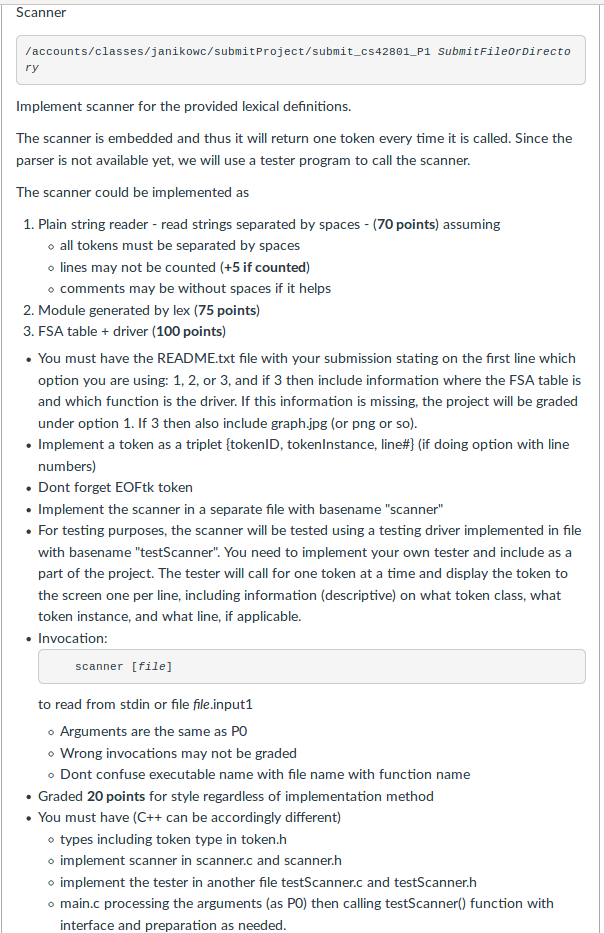 Scanner
/accounts/classes/janikowc/submitProject/submit_cs42801_P1 SubmitFileOrDirecto
ry
Implement scanner for the provided lexical definitions.
The scanner is embedded and thus it will return one token every time it is called. Since the
parser is not available yet, we will use a tester program to call the scanner.
The scanner could be implemented as
1. Plain string reader - read strings separated by spaces - (70 points) assuming
◦ all tokens must be separated by spaces
◦ lines may not be counted (+5 if counted)
◦ comments may be without spaces if it helps
2. Module generated by lex (75 points)
3. FSA table + driver (100 points)
• You must have the README.txt file with your submission stating on the first line which
option you are using: 1, 2, or 3, and if 3 then include information where the FSA table is
and which function is the driver. If this information is missing, the project will be graded
under option 1. If 3 then also include graph.jpg (or png or so).
• Implement a token as a triplet {tokenID, tokenInstance, line#} (if doing option with line
numbers)
• Dont forget EOFtk token
• Implement the scanner in a separate file with basename "scanner"
• For testing purposes, the scanner will be tested using a testing driver implemented in file
with basename "testScanner". You need to implement your own tester and include as a
part of the project. The tester will call for one token at a time and display the token to
the screen one per line, including information (descriptive) on what token class, what
token instance, and what line, if applicable.
• Invocation:
scanner [file]
to read from stdin or file file.input1
◦ Arguments are the same as P0
◦ Wrong invocations may not be graded
◦ Dont confuse executable name with file name with function name
• Graded 20 points for style regardless of implementation method
• You must have (C++ can be accordingly different)
◦ types including token type in token.h
◦ implement scanner in scanner.c and scanner.h
◦ implement the tester in another file testScanner.c and testScanner.h
◦ main.c processing the arguments (as P0) then calling testScanner() function with
interface and preparation as needed.